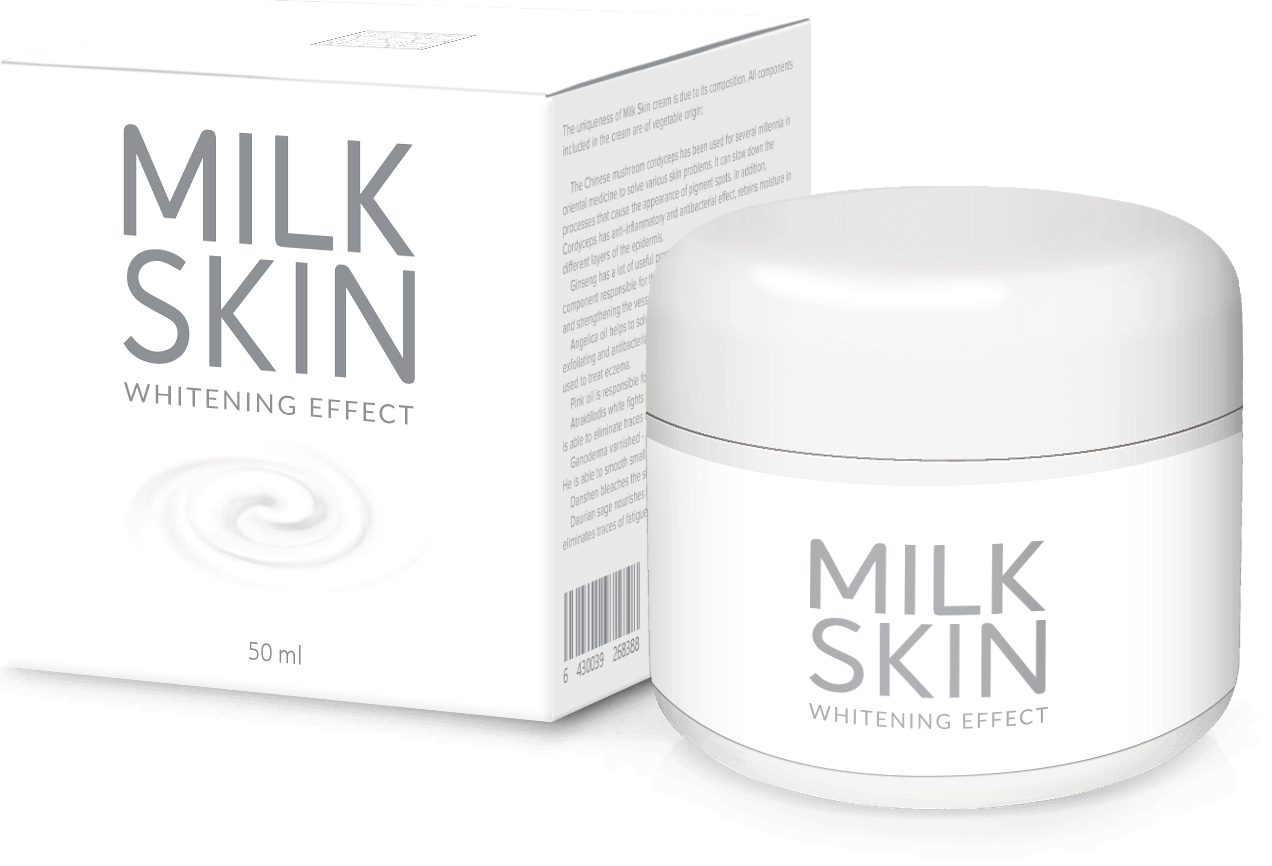 MILK
SKIN
WHITENING EFFECT
50 ml
The uniqueness of Milk Skin cream is due to its composition. All components
included in the cream are of vegetable origin:
The Chinese mushroom cordyceps has been used for several millennia in
oriental medicine to solve various skin problems. It can slow down the
processes that cause the appearance of pigment spots. In addition,
Cordyceps has anti-inflammatory and antibacterial effect, retains moisture in
different layers of the epidermis.
Ginseng has a lot of useful
component responsible for
and strengthening the
Angelica oil helps to
exfoliating and antibacteria
used to treat eczema.
Pink oil is responsible
Atraktilodis white fights
is able to eliminate traces
Ganoderma varnished -
He is able to smooth small
Danshen bleaches the
Daurian sage nourishes
eliminates traces of fatigue
6 430039 268388
MILK
SKIN
WHITENING EFFECT